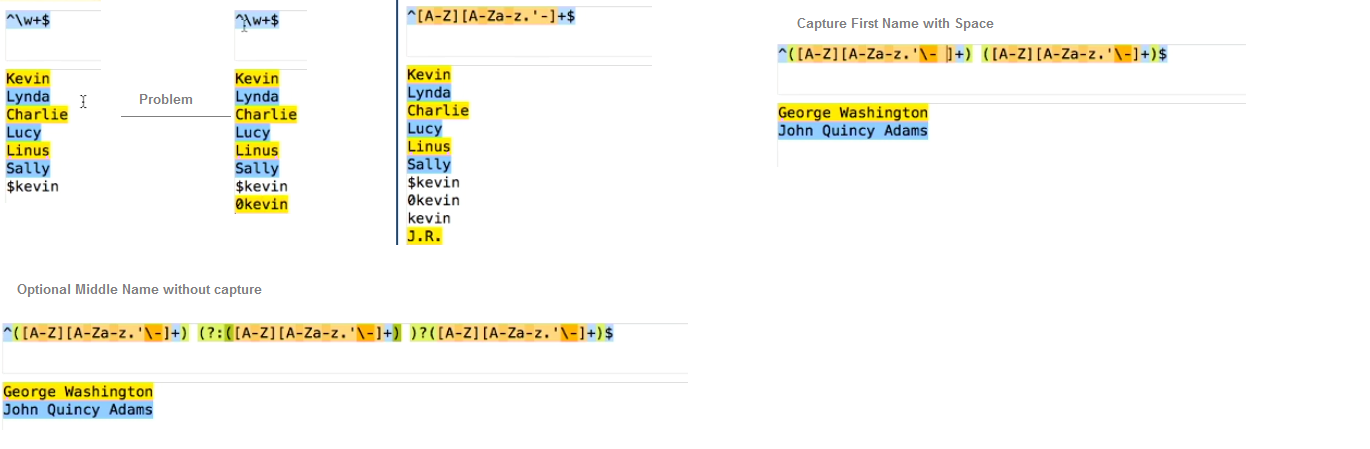 ^\w+$
Kevin
Lynda
Charlie
Lucy
Linus
Sally
$kevin
Problem
^\w+$
Kevin
Lynda
Charlie
Lucy
Linus
Sally
$kevin
0kevin
^[A-Z][A-Za-z.'-]+$
Kevin
Lynda
Charlie
Lucy
Linus
Sally
$kevin
0kevin
kevin
J.R.
Capture First Name with Space
^([A-Z][A-Za-z.'\- ]+) ([A-Z][A-Za-z.'\-]+)$
George Washington
John Quincy Adams
Optional Middle Name without capture
^([A-Z][A-Za-z.'\-]+) (?:([A-Z][A-Za-z.'\-]+) )?([A-Z][A-Za-z.'\-]+)$
George Washington
John Quincy Adams